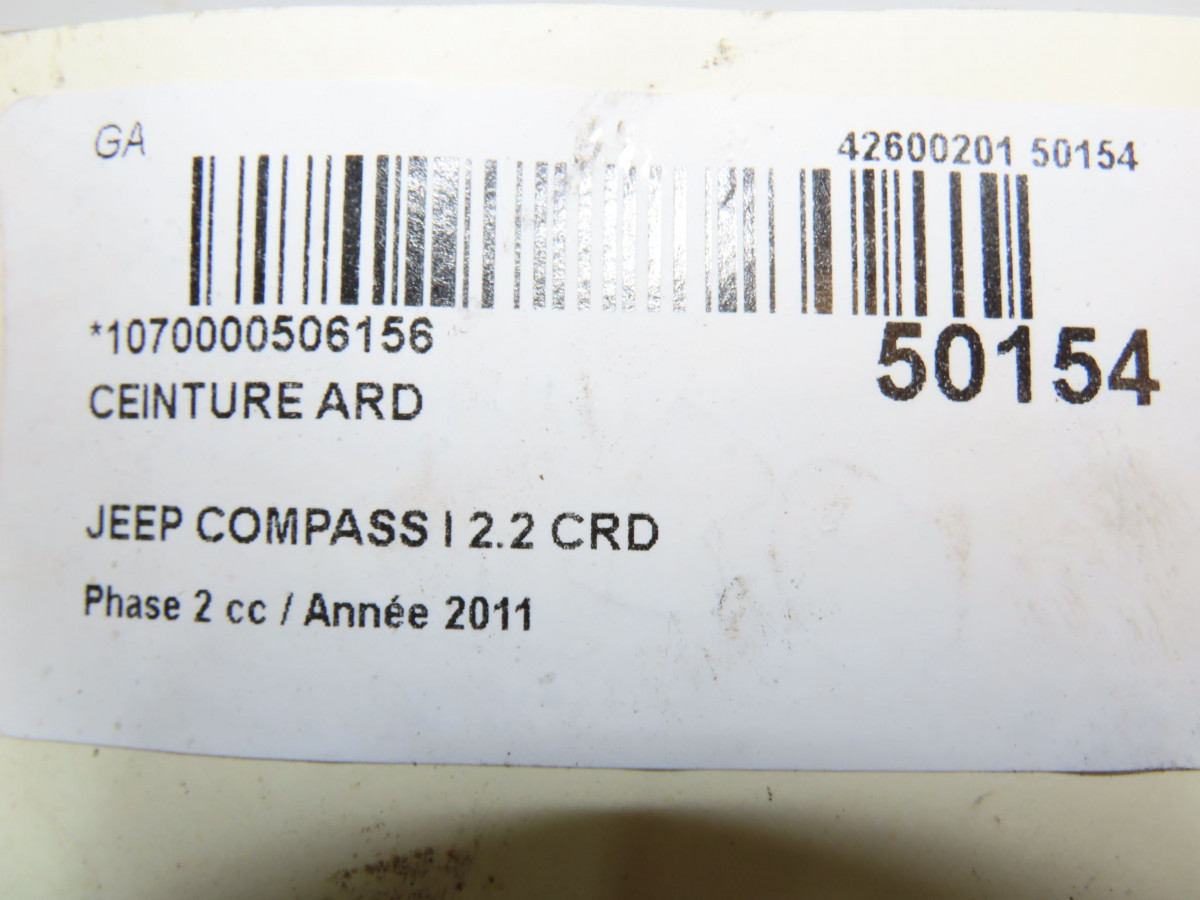 GA
42600201 50154
*1070000506156
50154
CEINTURE ARD
JEEP COMPASS I 2.2 CRD
Phase 2 cc / Année 2011